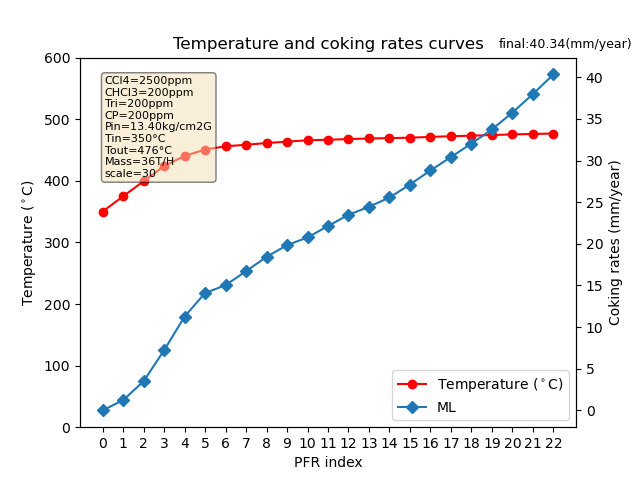 Temperature and coking rates curves
final:40.34(mm/year)
CCl4=2500ppm
CHCl3=200ppm
Tri=200ppm
CP=200ppm
Pin=13.40kg/cm2G
Tin=350°C
Tout=476°C
Mass=36T/H
scale=30
Temperature (°C)
600
500
400
300
200
100
0
40
35
30
25
20
15
10
5
0
Coking rates (mm/year)
Temperature (°C)
ML
0 1 2 3 4 5 6 7 8 9 10 11 12 13 14 15 16 17 18 19 20 21 22
PFR index